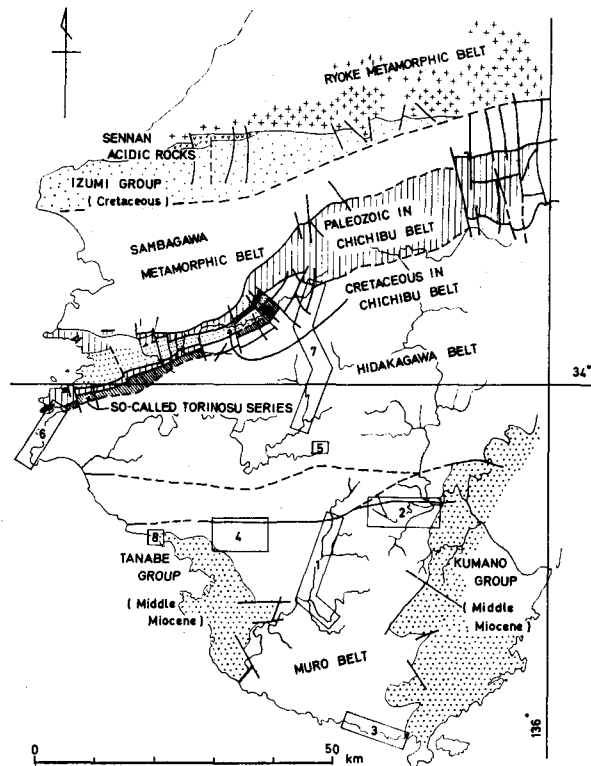 RYOKE METAMORPHIC BELT
SENNAN
ACIDIC ROCKS
IZUMI GROUP
(Cretaceous)
SAMBAGAWA
METAMORPHIC BELT
PALEOZOIC IN
CHICHIBU BELT
CRETACEOUS IN
CHICHIBU BELT
7
HIDAKAGAWA BELT
34°
SO-CALLED TORINOSU SERIES
6
5
2
8
4
1
TANABE
GROUP
(Middle
Miocene)
KUMANO
GROUP
(Middle
Miocene)
MURO BELT
3
136°
0
50
km